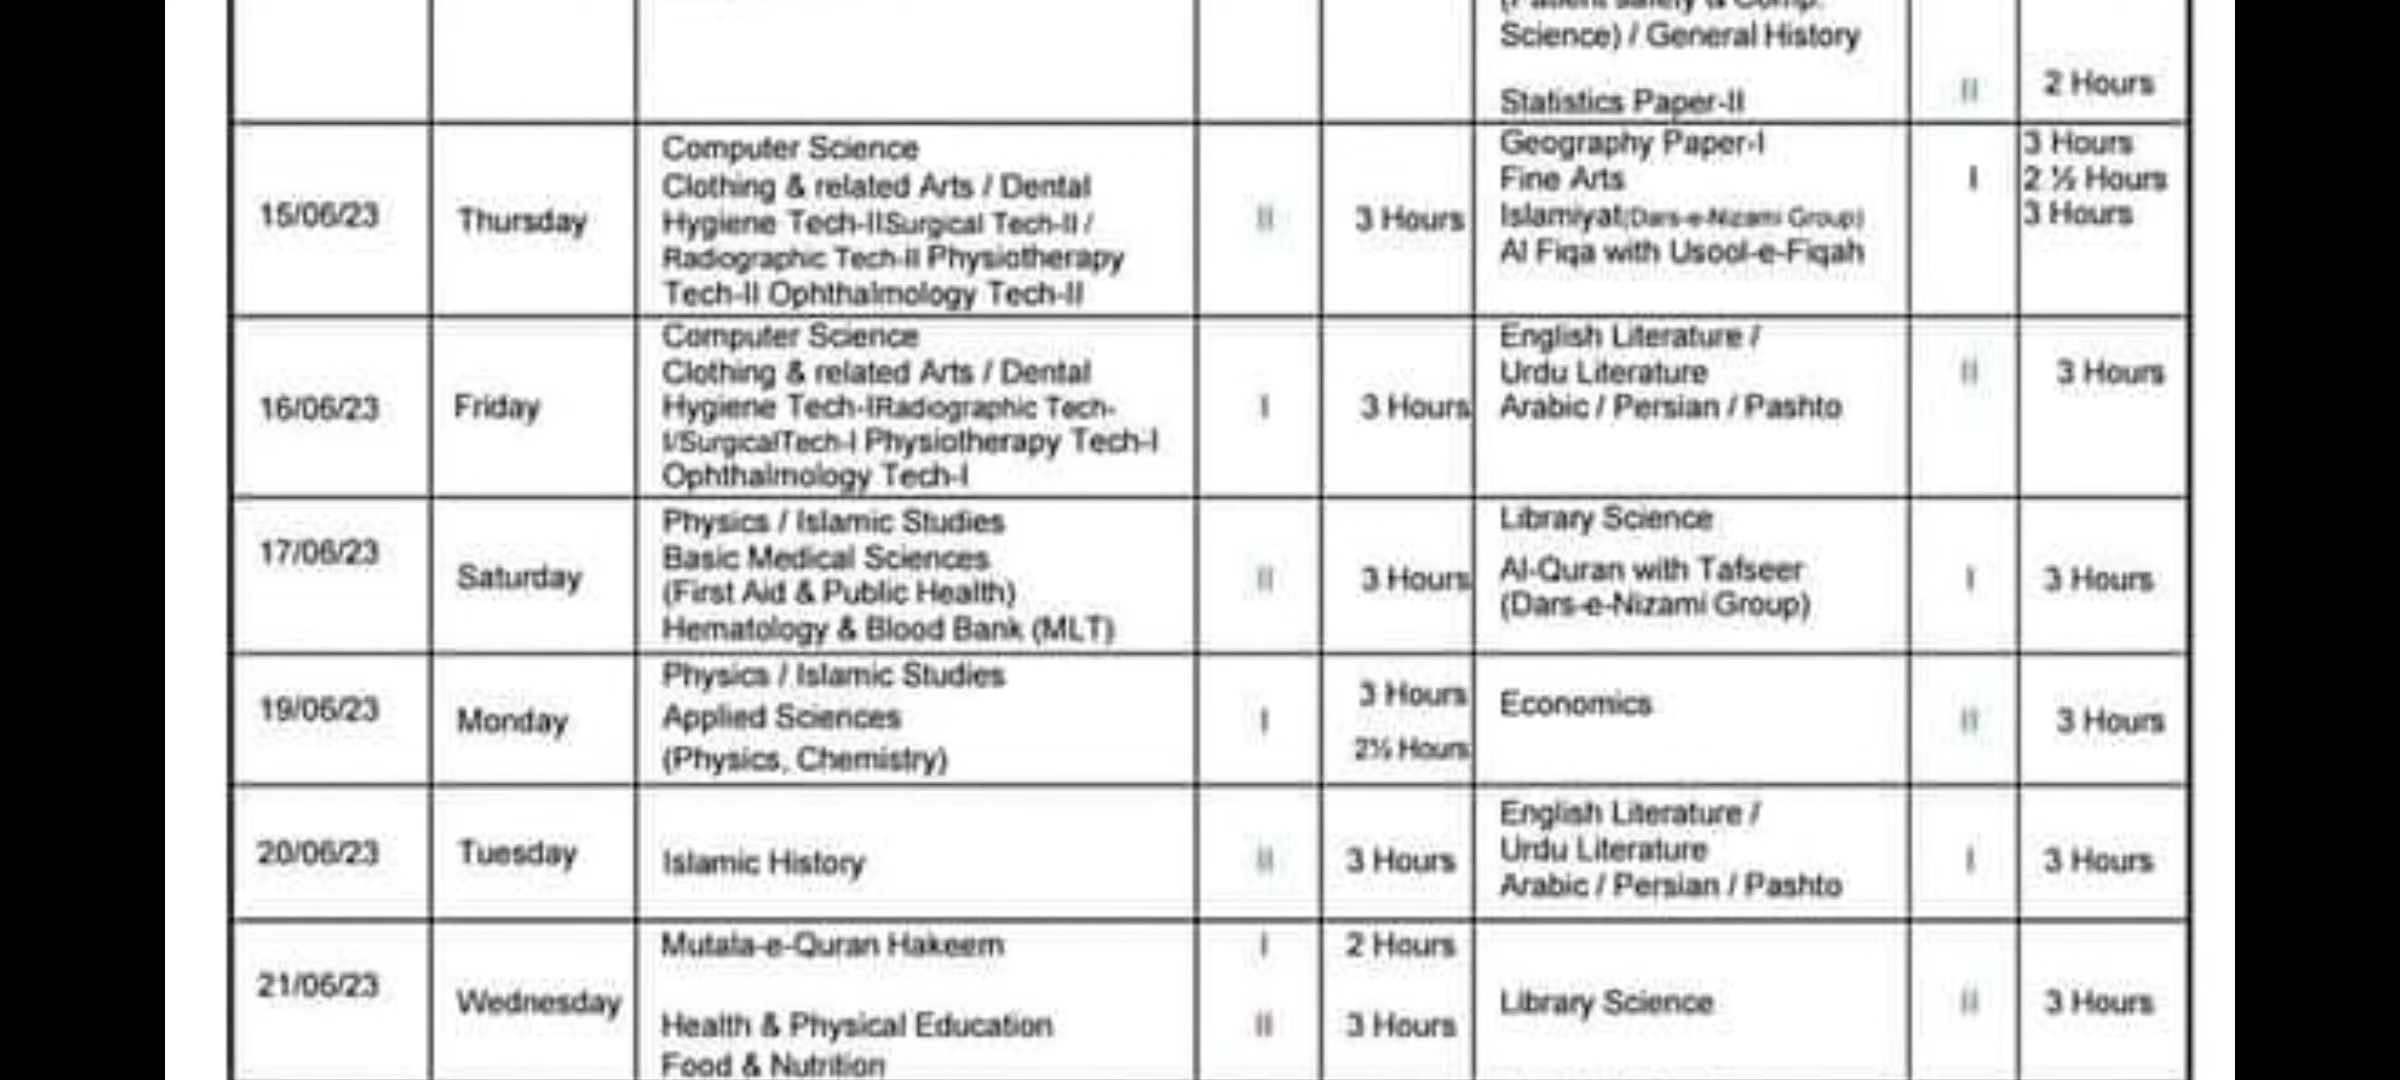 Science) / General History
Statistics Paper-II
II
2 Hours
15/06/23
Thursday
Computer Science
Clothing & related Arts / Dental
Hygiene Tech-IISurgical Tech-II /
Radiographic Tech-II Physiotherapy
Tech-II Ophthalmology Tech-II
II
3 Hours
Geography Paper-I
Fine Arts
Islamiyat(Dars-e-Nizami Group)
Al Fiqa with Usool-e-Fiqah
I
3 Hours
2 ½ Hours
3 Hours
16/06/23
Friday
Computer Science
Clothing & related Arts / Dental
Hygiene Tech-IRadiographic Tech-
I/SurgicalTech-I Physiotherapy Tech-I
Ophthalmology Tech-I
I
3 Hours
English Literature /
Urdu Literature
Arabic / Persian / Pashto
II
3 Hours
17/06/23
Saturday
Physics / Islamic Studies
Basic Medical Sciences
(First Aid & Public Health)
Hematology & Blood Bank (MLT)
II
3 Hours
Library Science
Al-Quran with Tafseer
(Dars-e-Nizami Group)
I
3 Hours
19/06/23
Monday
Physics / Islamic Studies
Applied Sciences
(Physics, Chemistry)
I
3 Hours
2½ Hours
Economics
II
3 Hours
20/06/23
Tuesday
Islamic History
II
3 Hours
English Literature /
Urdu Literature
Arabic / Persian / Pashto
I
3 Hours
21/06/23
Wednesday
Mutala-e-Quran Hakeem
I
2 Hours
Health & Physical Education
Food & Nutrition
II
3 Hours
Library Science
II
3 Hours